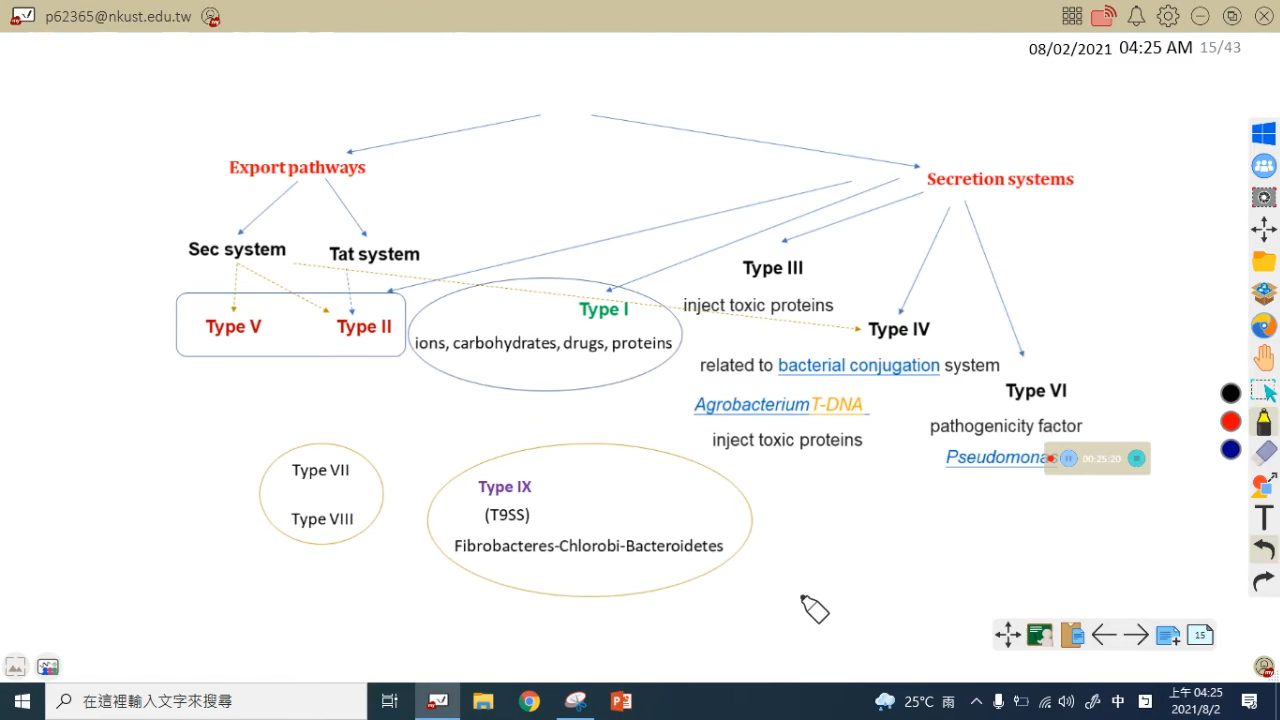 p62365@nkust.edu.tw
08/02/2021 04:25 AM 15/43
Export pathways
Secretion systems
Sec system
Tat system
Type III
inject toxic proteins
Type V
Type II
Type I
ions, carbohydrates, drugs, proteins
Type IV
related to bacterial conjugation system
AgrobacteriumT-DNA
inject toxic proteins
Type VI
pathogenicity factor
Pseudomonas
00:25:20
Type VII
Type VIII
Type IX
(T9SS)
Fibrobacteres-Chlorobi-Bacteroidetes
15
在這裡輸入文字來搜尋
25°C 雨
中
上午 04:25
2021/8/2